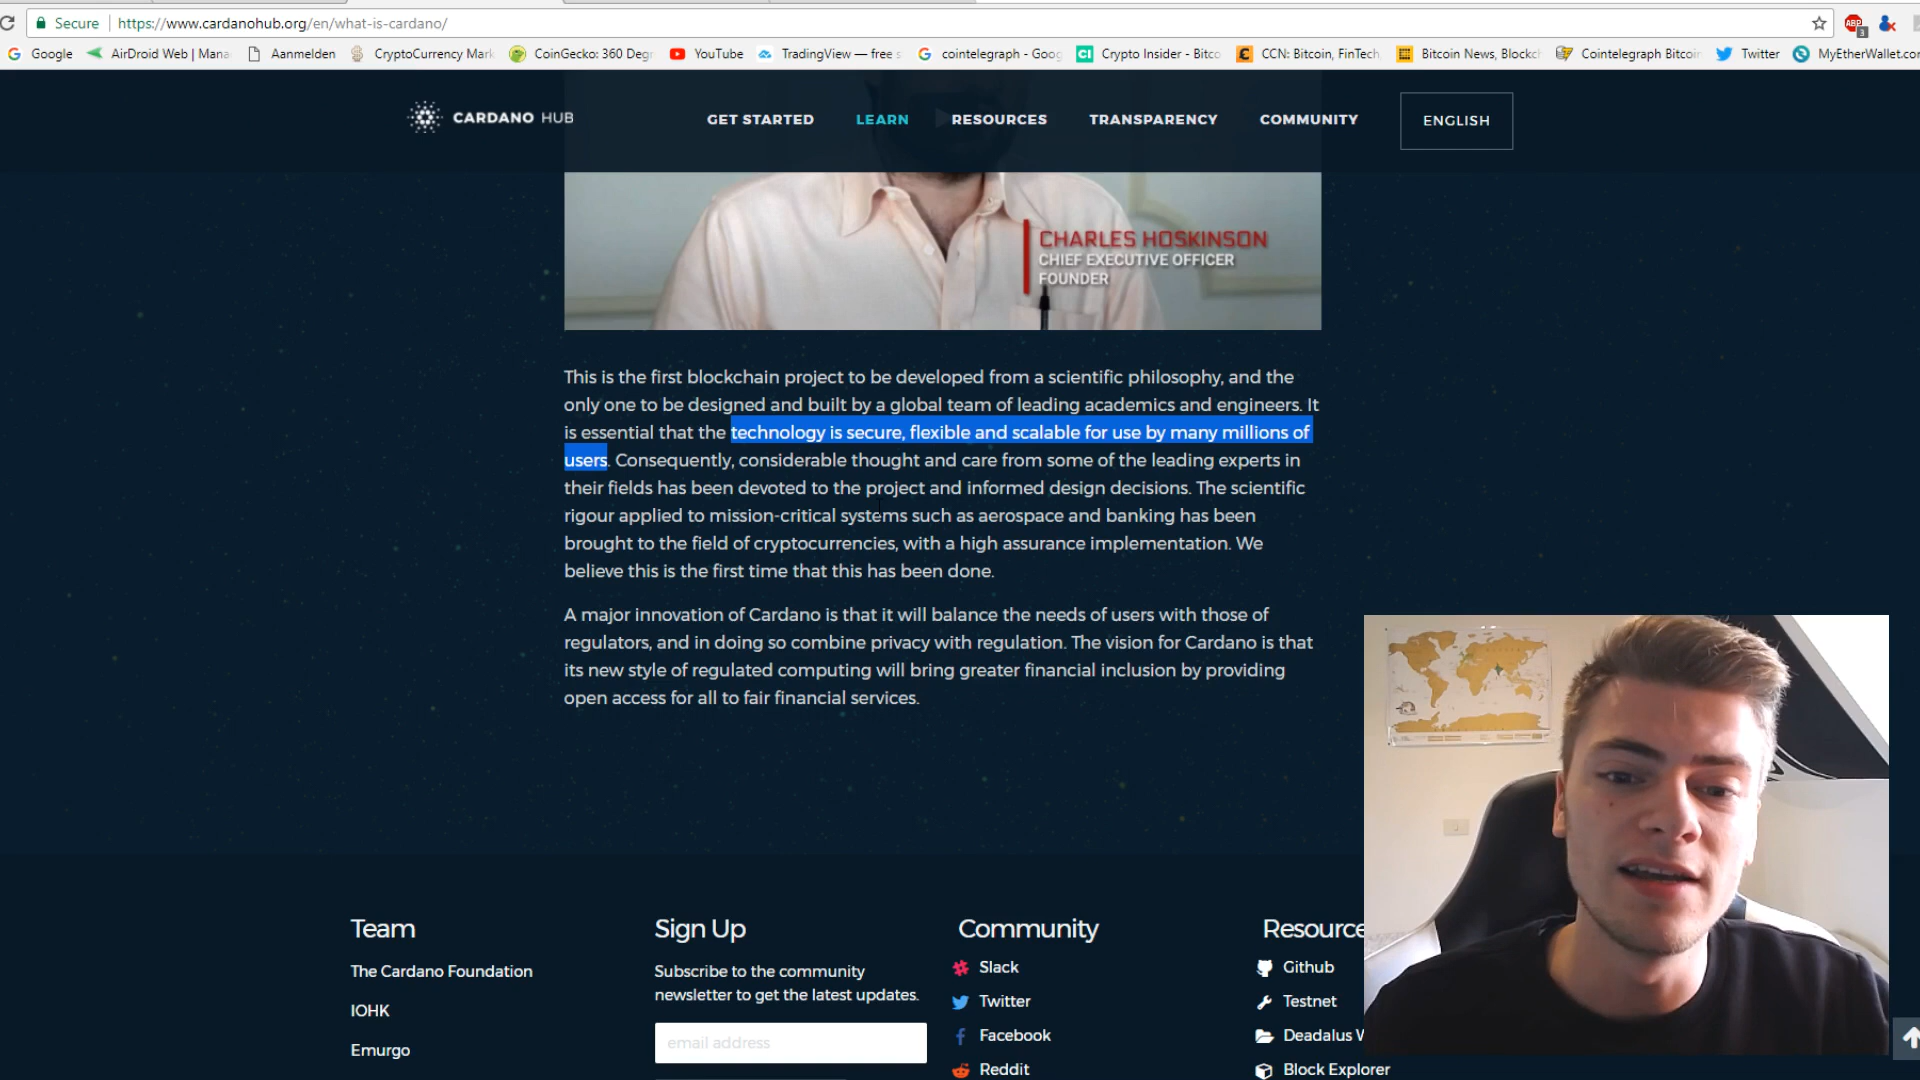 Secure https://www.cardanohub.org/en/what-is-cardano/
Google AirDroid Web | Mana Aanmelden CryptoCurrency Mark CoinGecko: 360 Degr YouTube TradingView — free s cointelegraph - Goog Crypto Insider - Bitco CCN: Bitcoin, FinTech, Bitcoin News, Blockc Cointelegraph Bitcoin Twitter MyEtherWallet.co
CARDANO HUB GET STARTED LEARN RESOURCES TRANSPARENCY COMMUNITY ENGLISH
CHARLES HOSKINSON
CHIEF EXECUTIVE OFFICER
FOUNDER
This is the first blockchain project to be developed from a scientific philosophy, and the
only one to be designed and built by a global team of leading academics and engineers. It
is essential that the technology is secure, flexible and scalable for use by many millions of
users. Consequently, considerable thought and care from some of the leading experts in
their fields has been devoted to the project and informed design decisions. The scientific
rigour applied to mission-critical systems such as aerospace and banking has been
brought to the field of cryptocurrencies, with a high assurance implementation. We
believe this is the first time that this has been done.
A major innovation of Cardano is that it will balance the needs of users with those of
regulators, and in doing so combine privacy with regulation. The vision for Cardano is that
its new style of regulated computing will bring greater financial inclusion by providing
open access for all to fair financial services.
Team
The Cardano Foundation
IOHK
Emurgo
Sign Up
Subscribe to the community
newsletter to get the latest updates.
email address
Community
Slack
Twitter
Facebook
Reddit
Resource
Github
Testnet
Deadalus W
Block Explorer